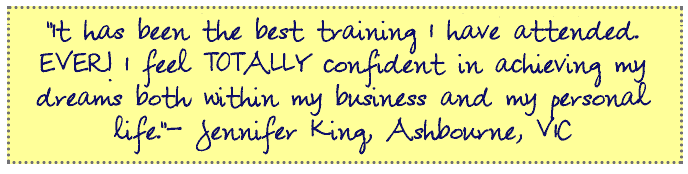 "It has been the best training I have attended.
EVER! I feel TOTALLY confident in achieving my
dreams both within my business and my personal
life."- Jennifer King, Ashbourne, VIC